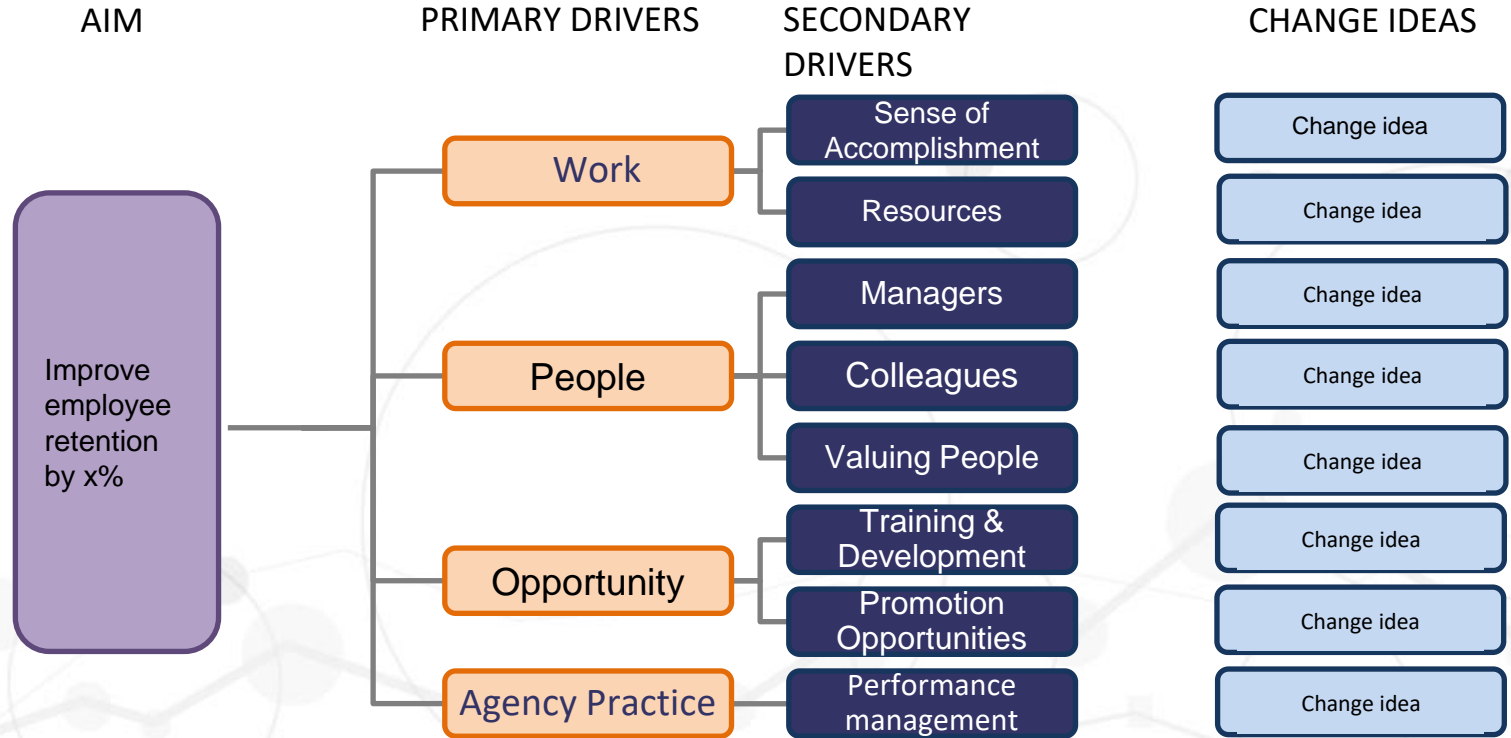 AIM
PRIMARY DRIVERS
SECONDARY
DRIVERS
CHANGE IDEAS
Improve
employee
retention
by x%
Work
People
Opportunity
Agency Practice
Sense of
Accomplishment
Resources
Managers
Colleagues
Valuing People
Training &
Development
Promotion
Opportunities
Performance
management
Change idea
Change idea
Change idea
Change idea
Change idea
Change idea
Change idea
Change idea